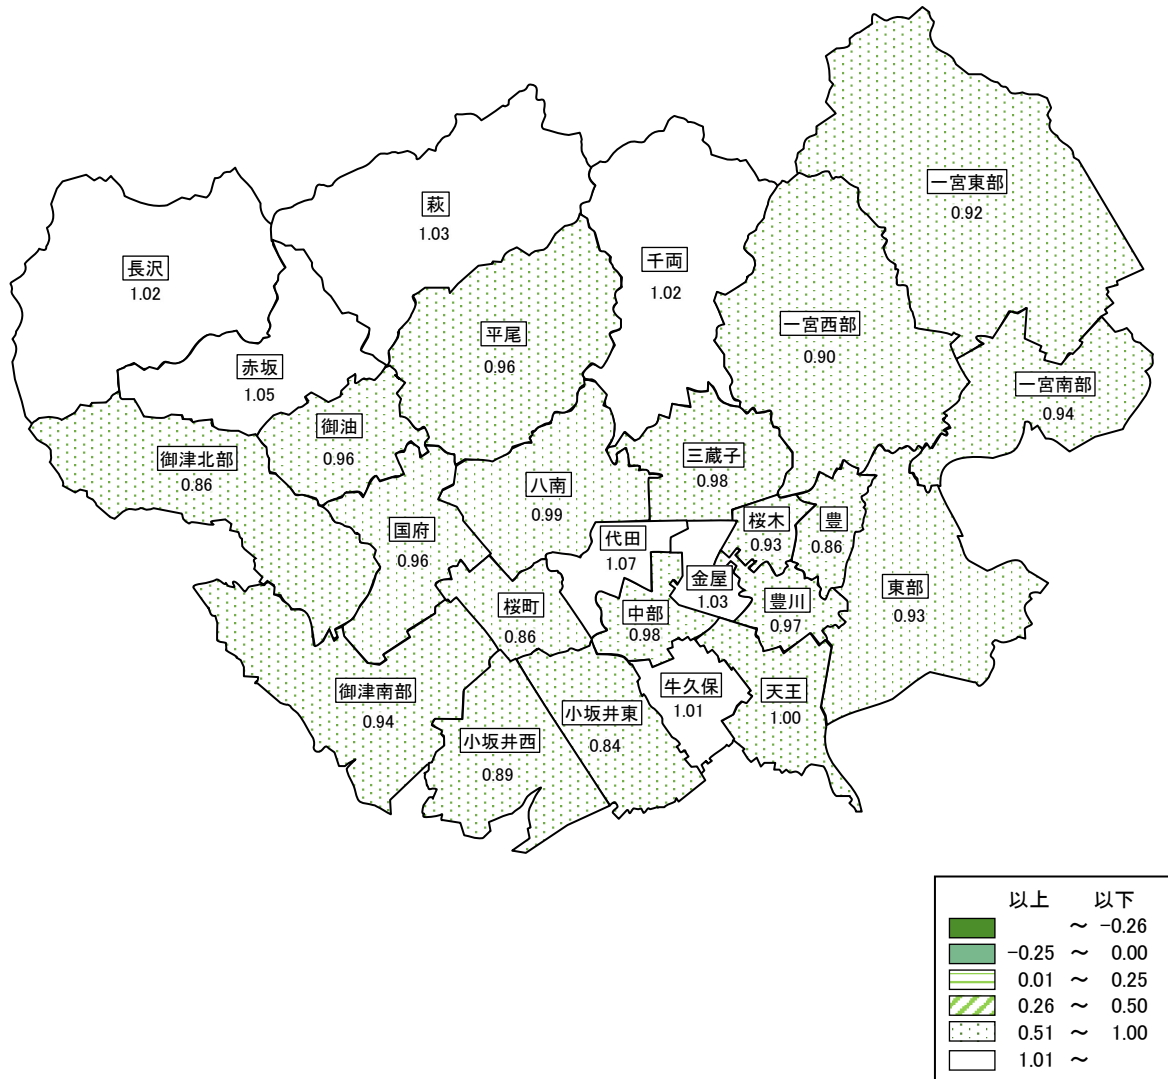 一宮東部
0.92
萩
1.03
千両
1.02
長沢
1.02
一宮西部
0.90
平尾
0.96
赤坂
1.05
一宮南部
0.94
御油
0.96
御津北部
0.86
三蔵子
0.98
八南
0.99
国府
0.96
桜木
0.93
豊
0.86
代田
1.07
金屋
1.03
東部
0.93
豊川
0.97
桜町
0.86
中部
0.98
御津南部
0.94
牛久保
1.01
天王
1.00
小坂井東
0.84
小坂井西
0.89
以上 以下
～ -0.26
-0.25 ～ 0.00
0.01 ～ 0.25
0.26 ～ 0.50
0.51 ～ 1.00
1.01 ～